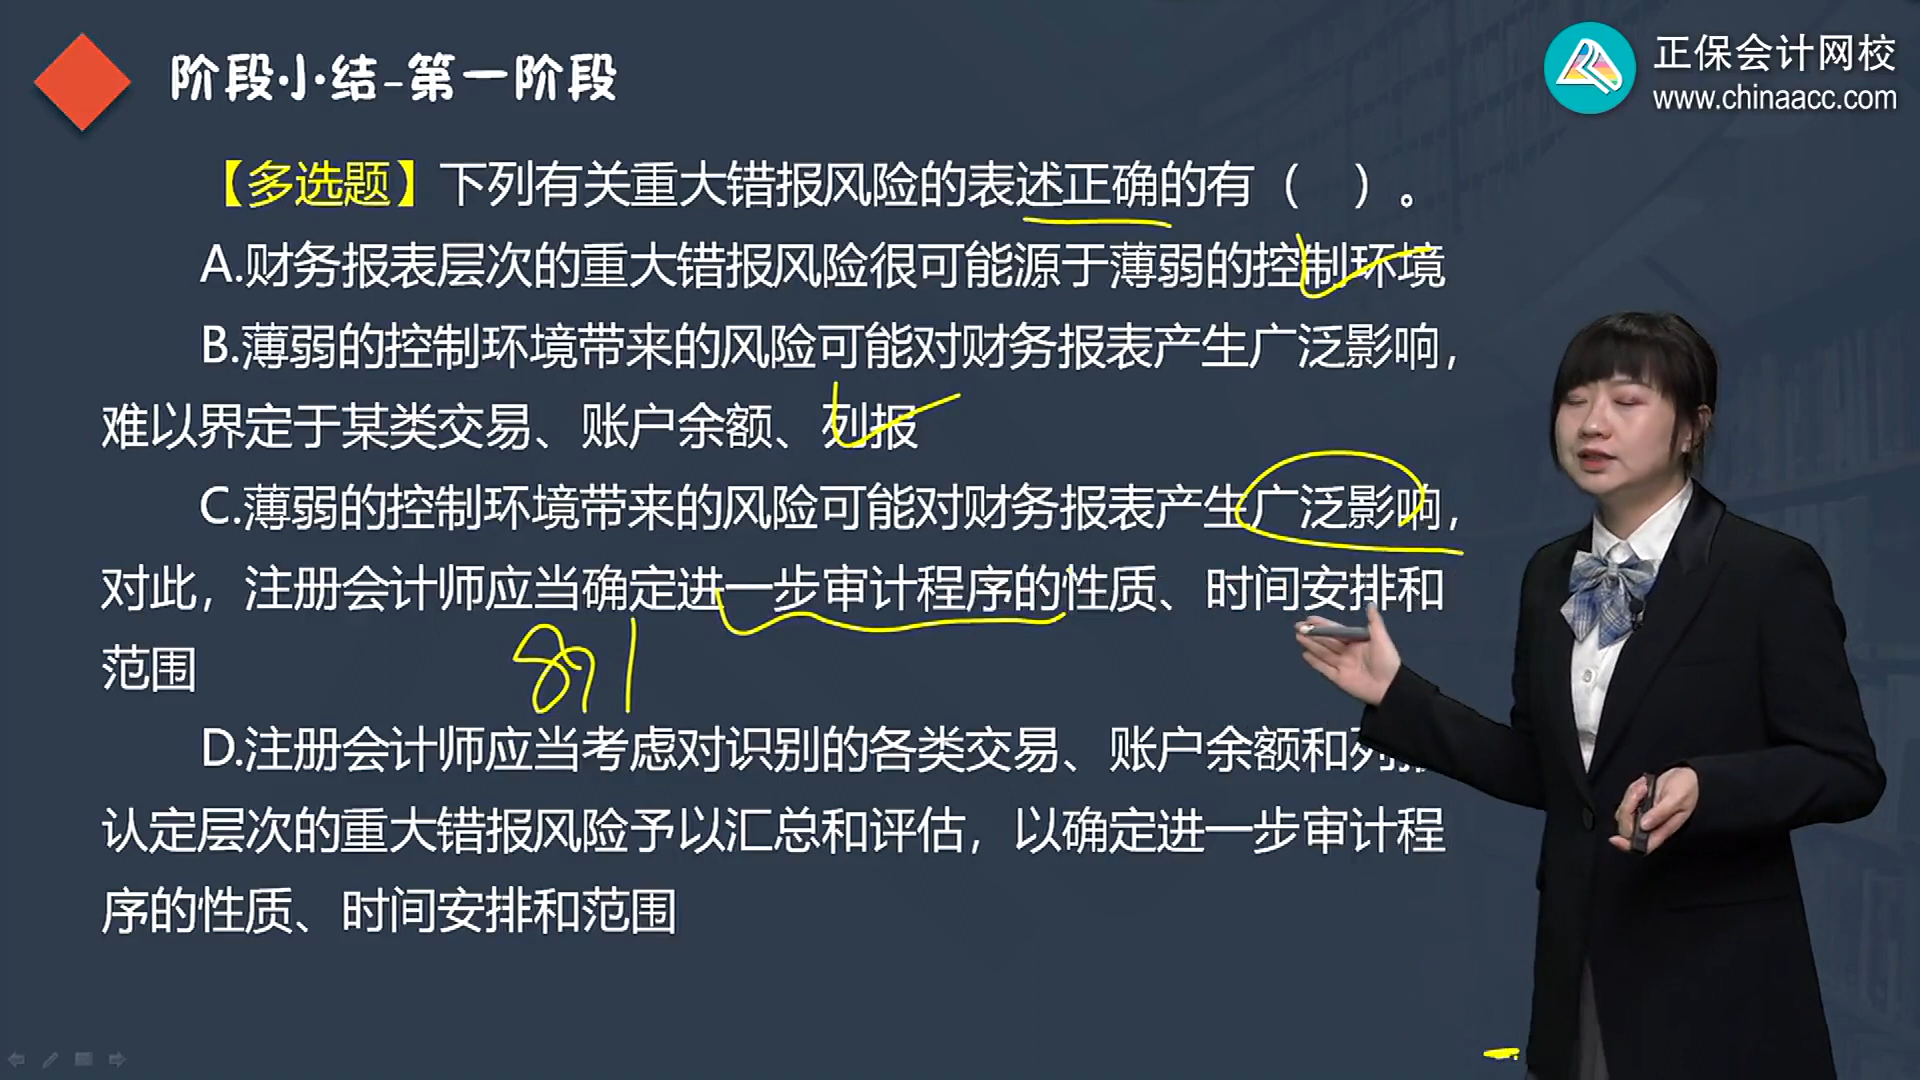 阶段小结-第一阶段
正保会计网校
www.chinaacc.com
【多选题】下列有关重大错报风险的表述正确的有（　）。
A.财务报表层次的重大错报风险很可能源于薄弱的控制环境
B.薄弱的控制环境带来的风险可能对财务报表产生广泛影响，
难以界定于某类交易、账户余额、列报
C.薄弱的控制环境带来的风险可能对财务报表产生广泛影响，
对此，注册会计师应当确定进一步审计程序的性质、时间安排和
范围
D.注册会计师应当考虑对识别的各类交易、账户余额和列报
认定层次的重大错报风险予以汇总和评估，以确定进一步审计程
序的性质、时间安排和范围